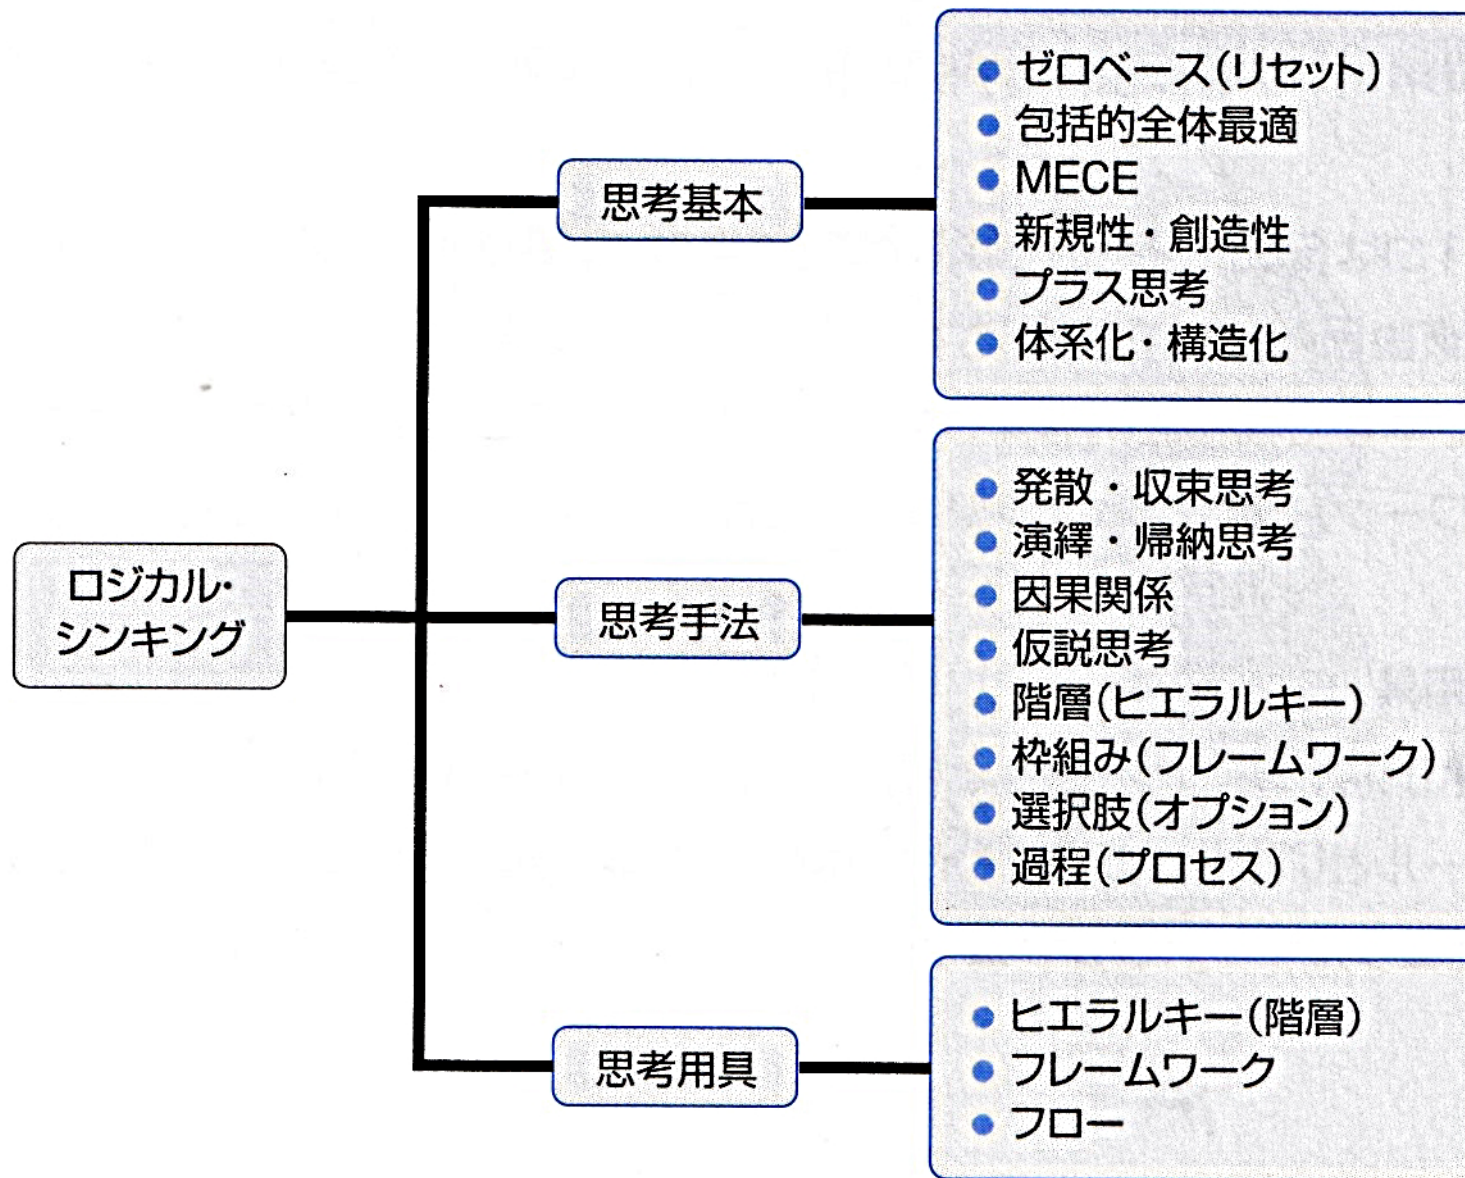 ロジカル・
シンキング
思考基本
ゼロベース(リセット)
包括的全体最適
MECE
新規性・創造性
プラス思考
体系化・構造化
思考手法
発散・収束思考
演繹・帰納思考
因果関係
仮説思考
階層(ヒエラルキー)
枠組み(フレームワーク)
選択肢(オプション)
過程(プロセス)
思考用具
ヒエラルキー(階層)
フレームワーク
フロー